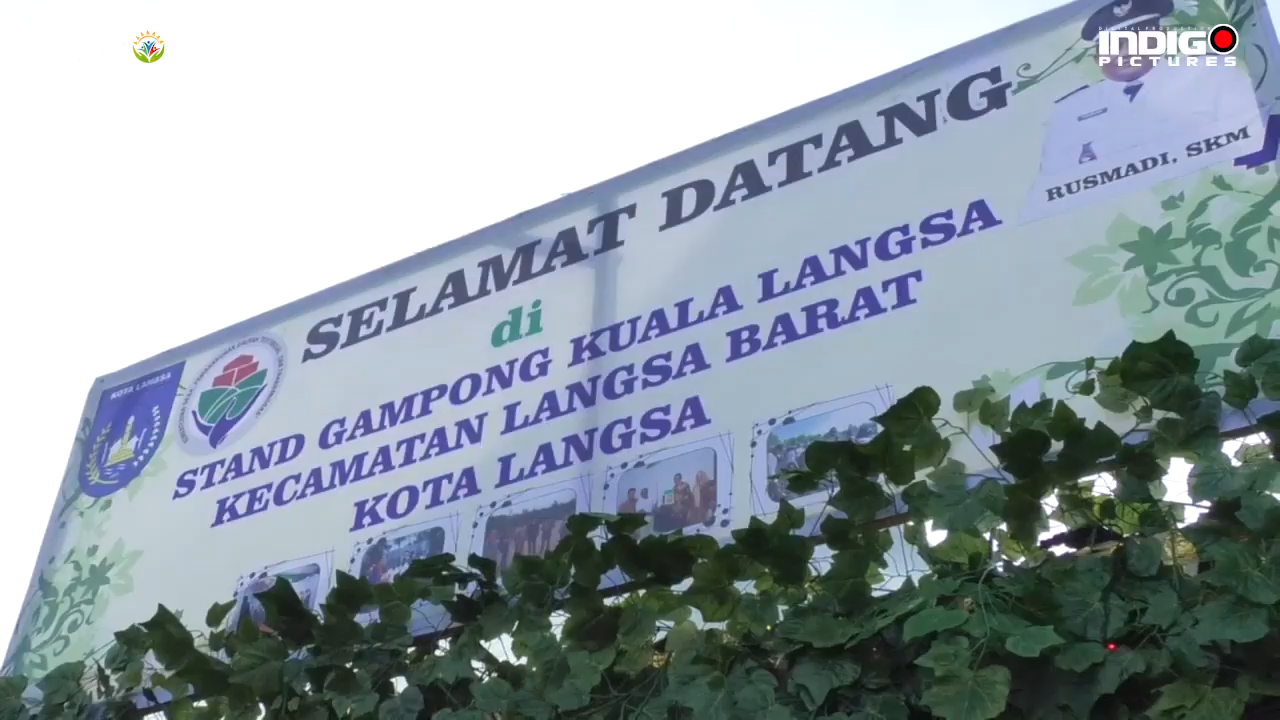 INDIGO
PICTURES
SELAMAT DATANG
di
STAND GAMPONG KUALA LANGSA
KECAMATAN LANGSA BARAT
KOTA LANGSA
RUSMADI, SKM
KOTA LANGSA